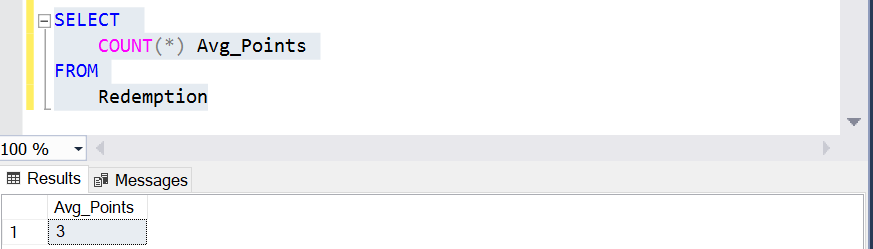 SELECT
COUNT(*) Avg_Points
FROM
Redemption
100 %
Results Messages
Avg_Points
1 3